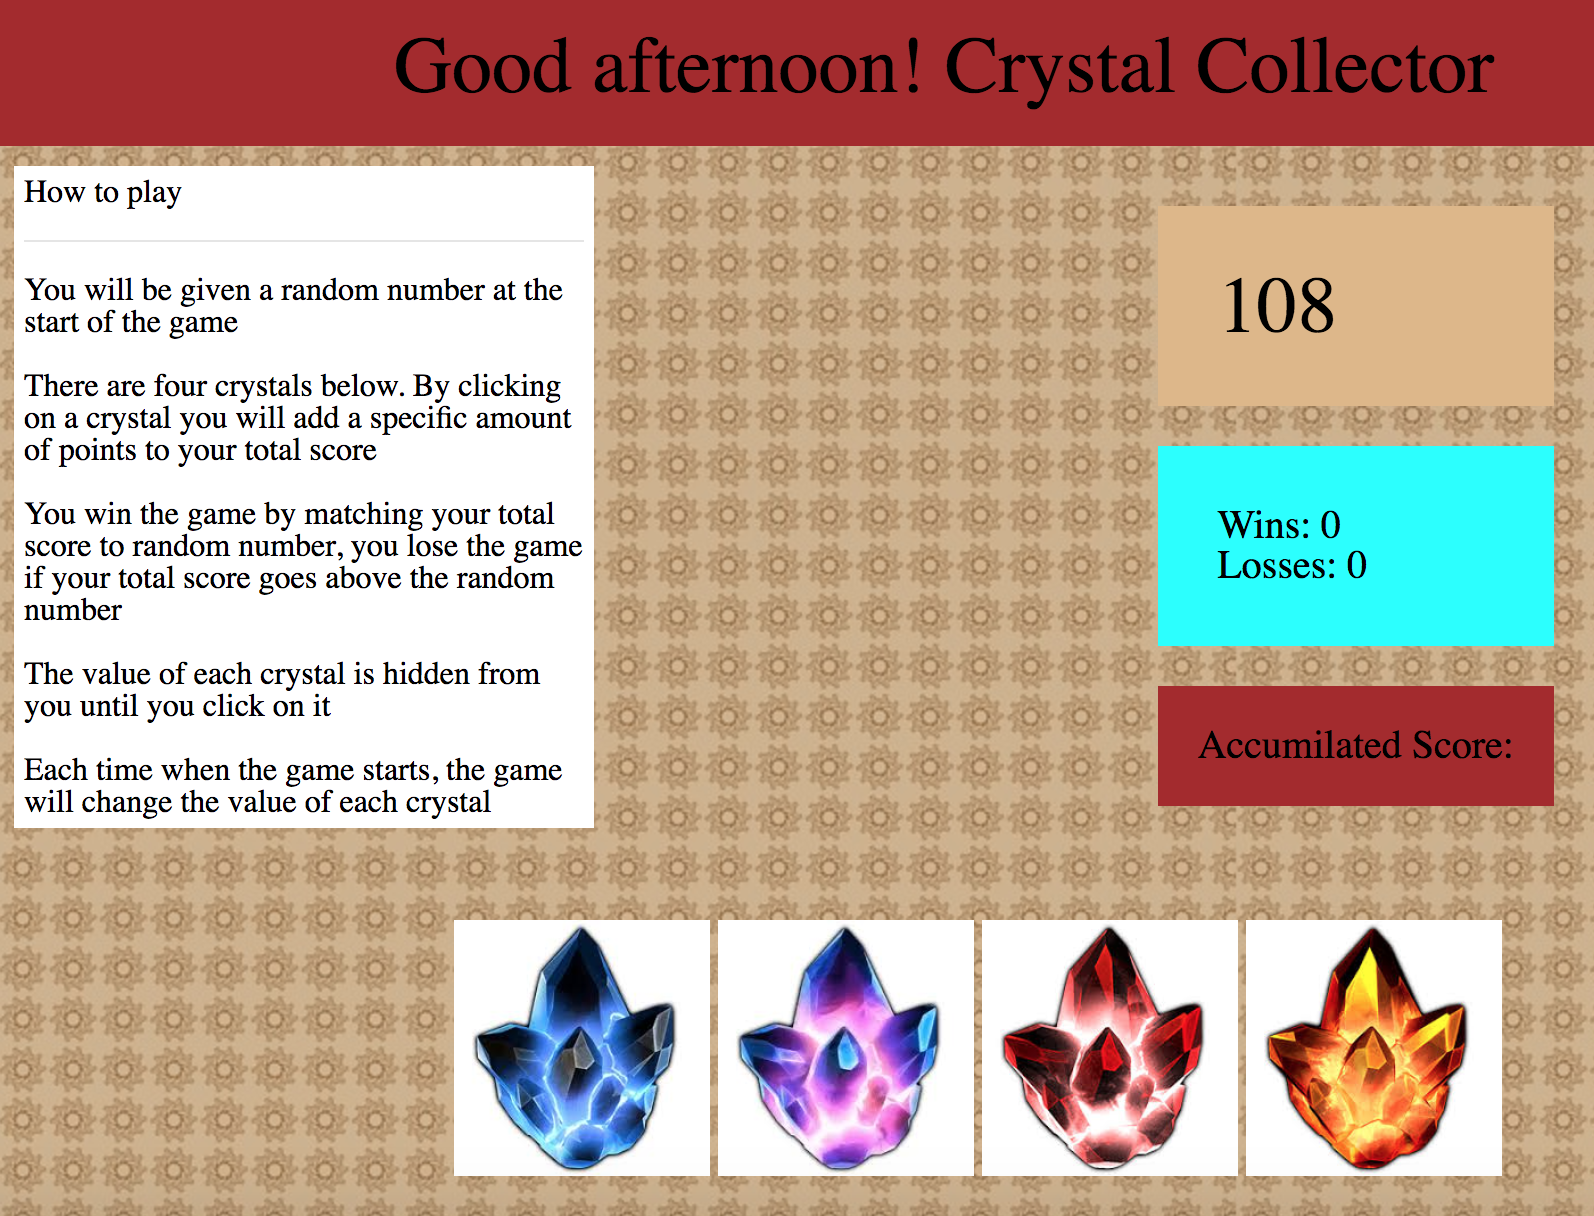 Good afternoon! Crystal Collector
How to play
You will be given a random number at the
start of the game
There are four crystals below. By clicking
on a crystal you will add a specific amount
of points to your total score
You win the game by matching your total
score to random number, you lose the game
if your total score goes above the random
number
The value of each crystal is hidden from
you until you click on it
Each time when the game starts, the game
will change the value of each crystal
108
Wins: 0
Losses: 0
Accumilated Score: